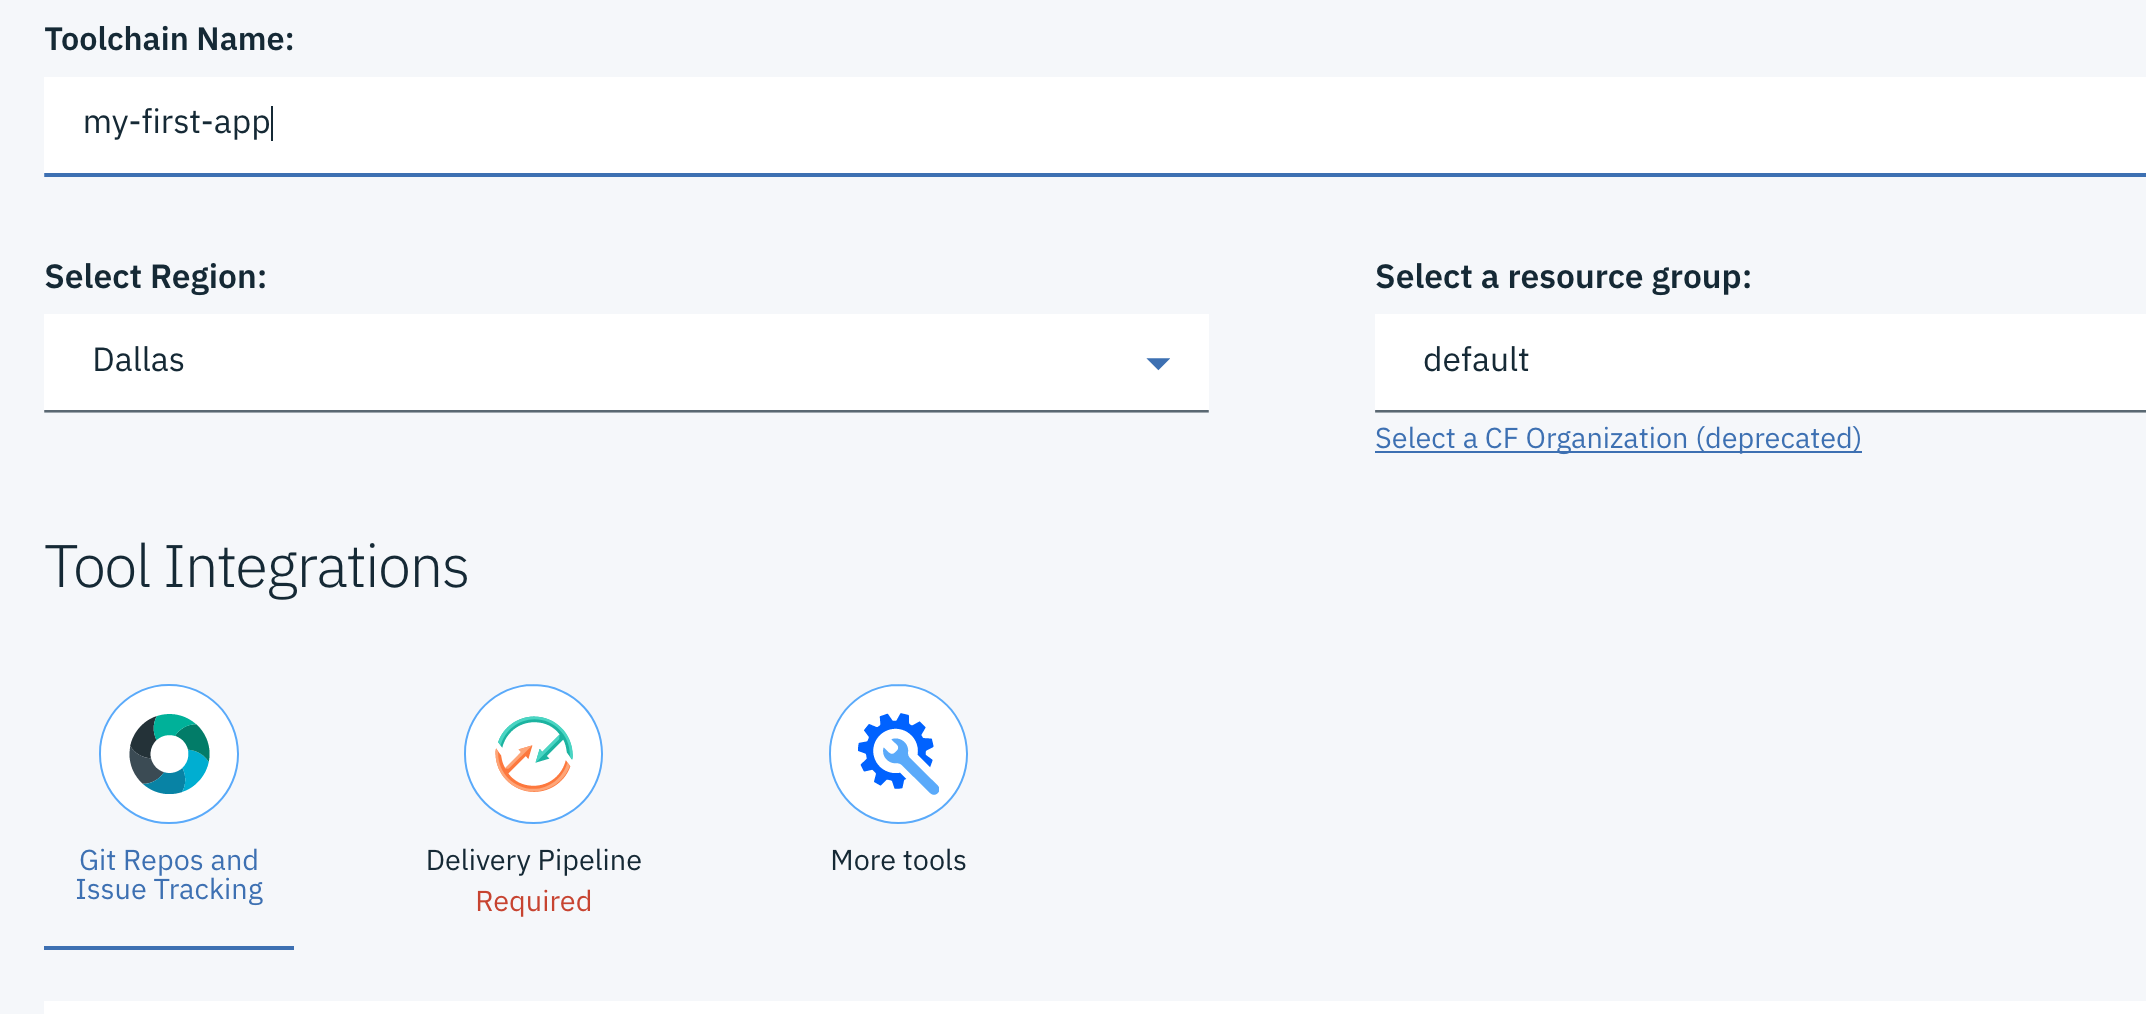 Toolchain Name:
my-first-app
Select Region:
Select a resource group:
Dallas
default
Select a CF Organization (deprecated)
Tool Integrations
Git Repos and
Issue Tracking
Delivery Pipeline
Required
More tools